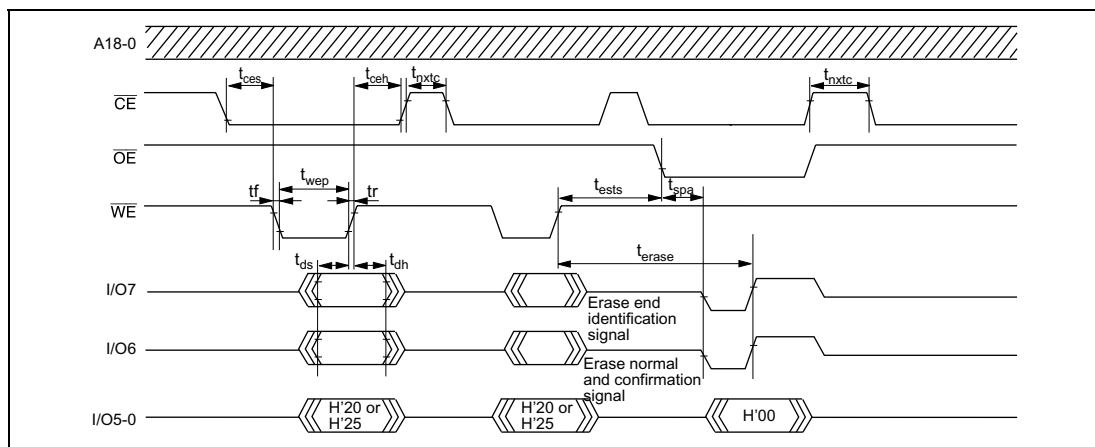 A18-0
tces
tceh
tnxtc
tnxtc
CE
OE
twep
tests
tspa
tf
tr
WE
terase
tds
tdh
I/O7
Erase end
identification
signal
I/O6
Erase normal
and confirmation
signal
I/O5-0
H'20 or
H'25
H'20 or
H'25
H'00